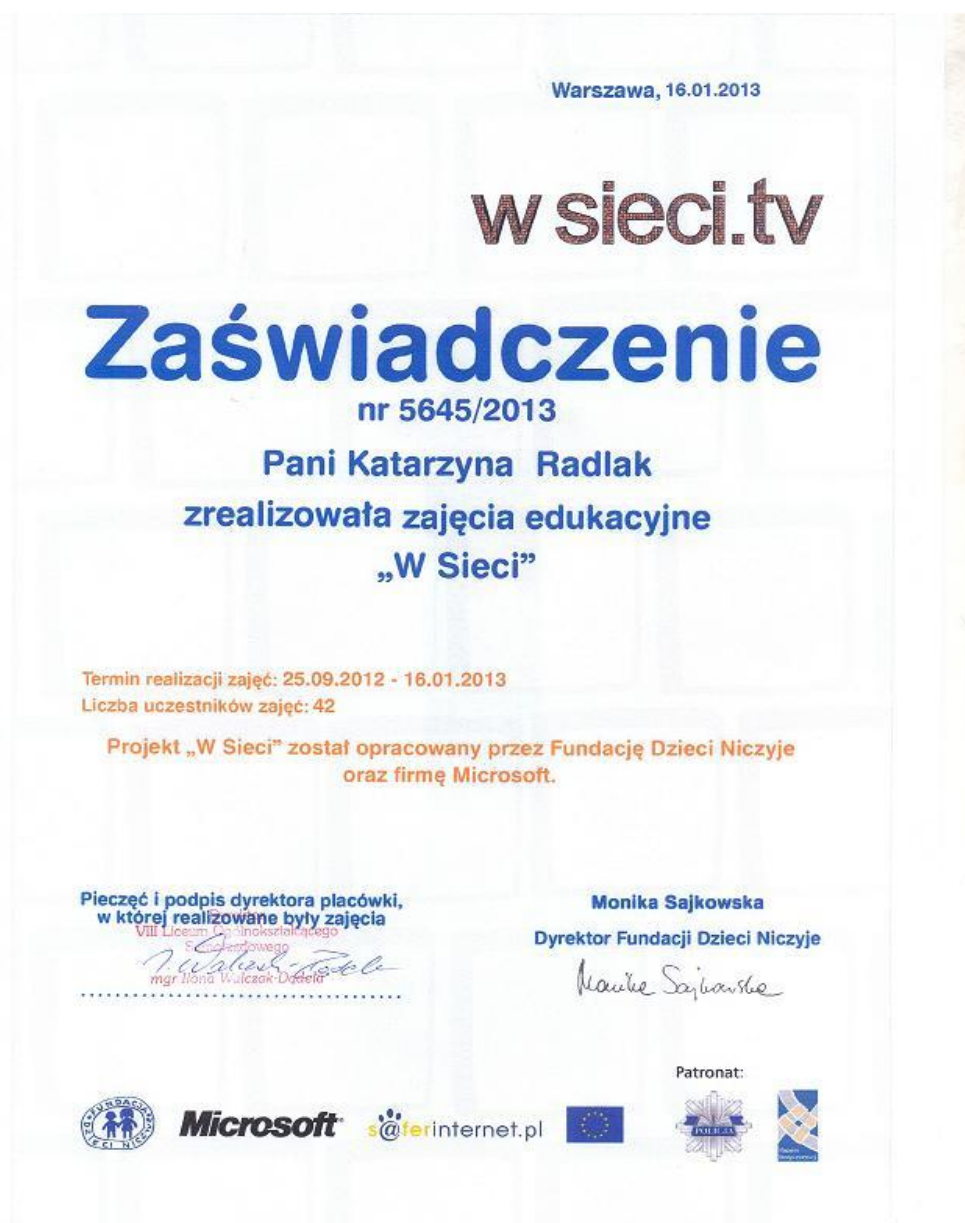 Warszawa, 16.01.2013
w sieci.tv
Zaświadczenie
nr 5645/2013
Pani Katarzyna Radlak
zrealizowała zajęcia edukacyjne
„W Sieci”
Termin realizacji zajęć: 25.09.2012 - 16.01.2013
Liczba uczestników zajęć: 42
Projekt „W Sieci” został opracowany przez Fundację Dzieci Niczyje
oraz firmę Microsoft.
Pieczęć i podpis dyrektora placówki,
w której realizowane były zajęcia
VIII Liceum Ogólnokształcącego
mgr Ilona Walczak-Dądela
Monika Sajkowska
Dyrektor Fundacji Dzieci Niczyje
Monika Sajkowska
Patronat:
FUNDACJA DZIECI NICZYJE
Microsoft
s@ferinternet.pl
POLICJA